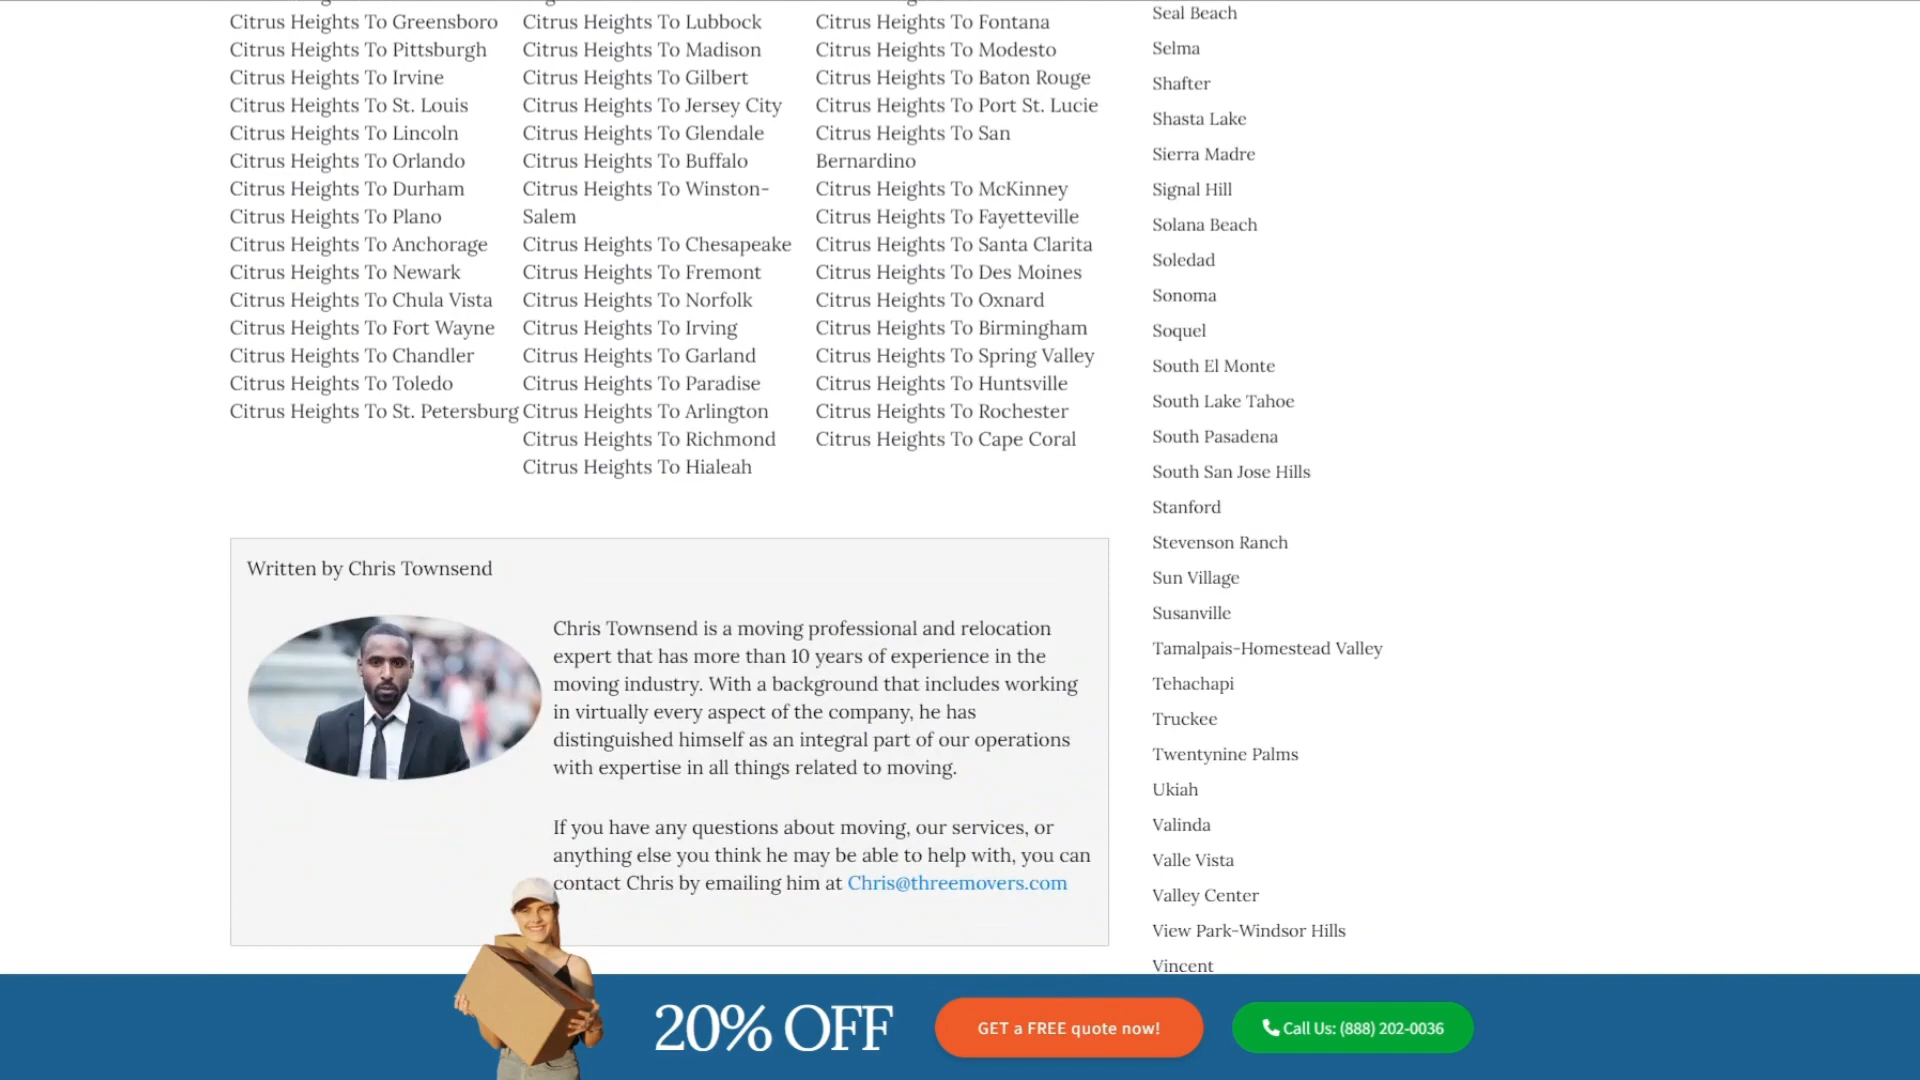 Citrus Heights To Greensboro
Citrus Heights To Pittsburgh
Citrus Heights To Irvine
Citrus Heights To St. Louis
Citrus Heights To Lincoln
Citrus Heights To Orlando
Citrus Heights To Durham
Citrus Heights To Plano
Citrus Heights To Anchorage
Citrus Heights To Newark
Citrus Heights To Chula Vista
Citrus Heights To Fort Wayne
Citrus Heights To Chandler
Citrus Heights To Toledo
Citrus Heights To St. Petersburg
Citrus Heights To Lubbock
Citrus Heights To Madison
Citrus Heights To Gilbert
Citrus Heights To Jersey City
Citrus Heights To Glendale
Citrus Heights To Buffalo
Citrus Heights To Winston-
Salem
Citrus Heights To Chesapeake
Citrus Heights To Fremont
Citrus Heights To Norfolk
Citrus Heights To Irving
Citrus Heights To Garland
Citrus Heights To Paradise
Citrus Heights To Arlington
Citrus Heights To Richmond
Citrus Heights To Hialeah
Citrus Heights To Fontana
Citrus Heights To Modesto
Citrus Heights To Baton Rouge
Citrus Heights To Port St. Lucie
Citrus Heights To San
Bernardino
Citrus Heights To McKinney
Citrus Heights To Fayetteville
Citrus Heights To Santa Clarita
Citrus Heights To Des Moines
Citrus Heights To Oxnard
Citrus Heights To Birmingham
Citrus Heights To Spring Valley
Citrus Heights To Huntsville
Citrus Heights To Rochester
Citrus Heights To Cape Coral
Written by Chris Townsend
Chris Townsend is a moving professional and relocation
expert that has more than 10 years of experience in the
moving industry. With a background that includes working
in virtually every aspect of the company, he has
distinguished himself as an integral part of our operations
with expertise in all things related to moving.
If you have any questions about moving, our services, or
anything else you think he may be able to help with, you can
contact Chris by emailing him at Chris@threemovers.com
Seal Beach
Selma
Shafter
Shasta Lake
Sierra Madre
Signal Hill
Solana Beach
Soledad
Sonoma
Soquel
South El Monte
South Lake Tahoe
South Pasadena
South San Jose Hills
Stanford
Stevenson Ranch
Sun Village
Susanville
Tamalpais-Homestead Valley
Tehachapi
Truckee
Twentynine Palms
Ukiah
Valinda
Valle Vista
Valley Center
View Park-Windsor Hills
Vincent
20% OFF
GET a FREE quote now!
Call Us: (888) 202-0036